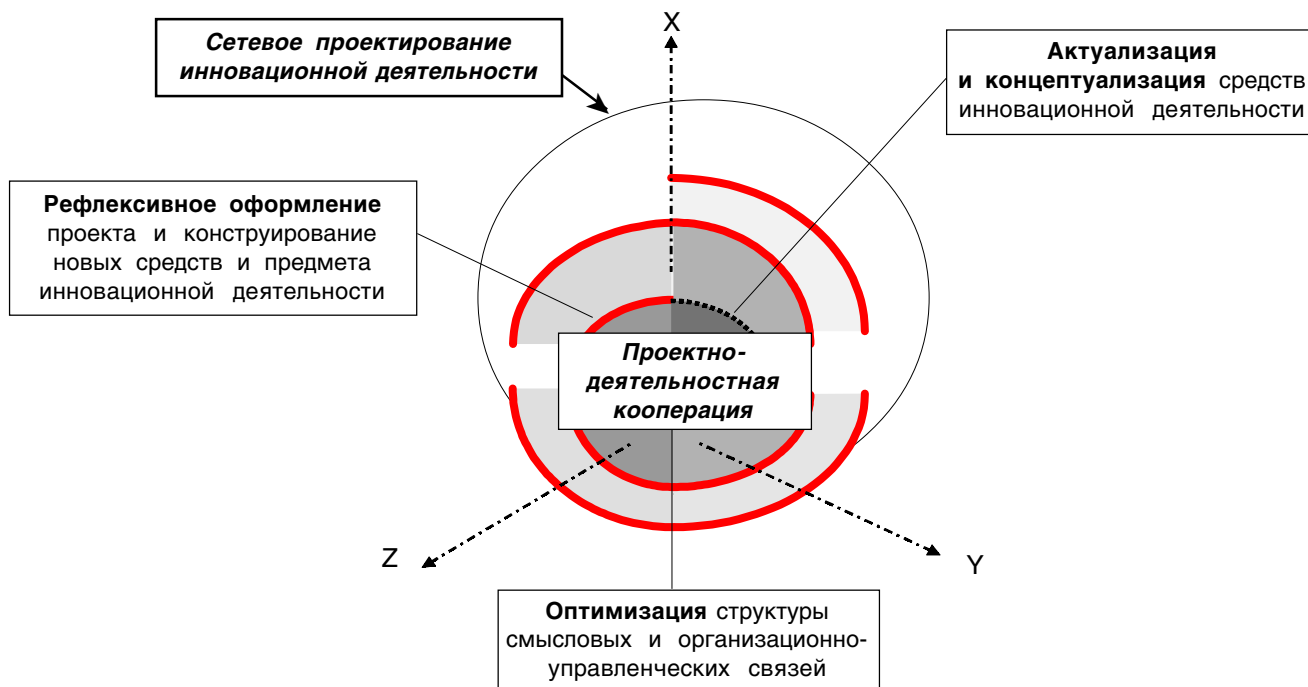 X
Сетевое проектирование
инновационной деятельности
Актуализация
и концептуализация средств
инновационной деятельности
Рефлексивное оформление
проекта и конструирование
новых средств и предмета
инновационной деятельности
Проектно-
деятельностная
кооперация
Z
Y
Оптимизация структуры
смысловых и организационно-
управленческих связей